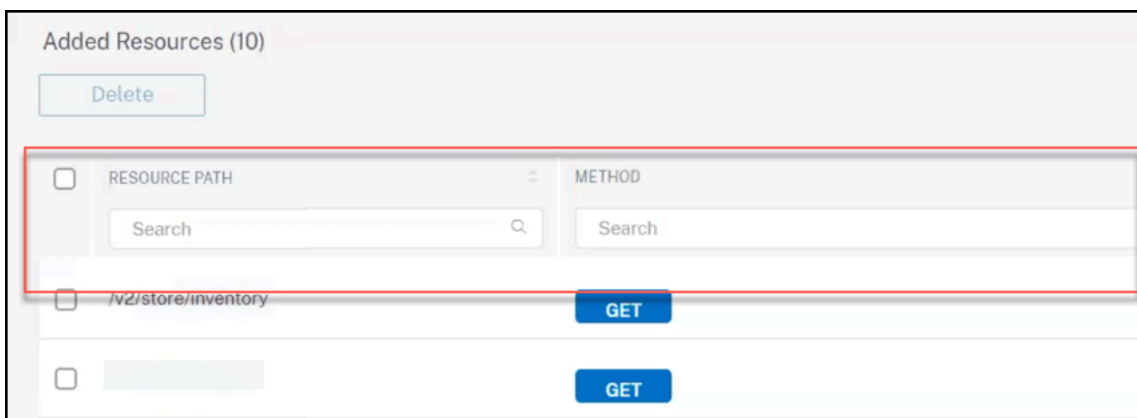 Added Resources (10)
Delete
RESOURCE PATH METHOD
Search Search
/v2/store/inventory GET
GET